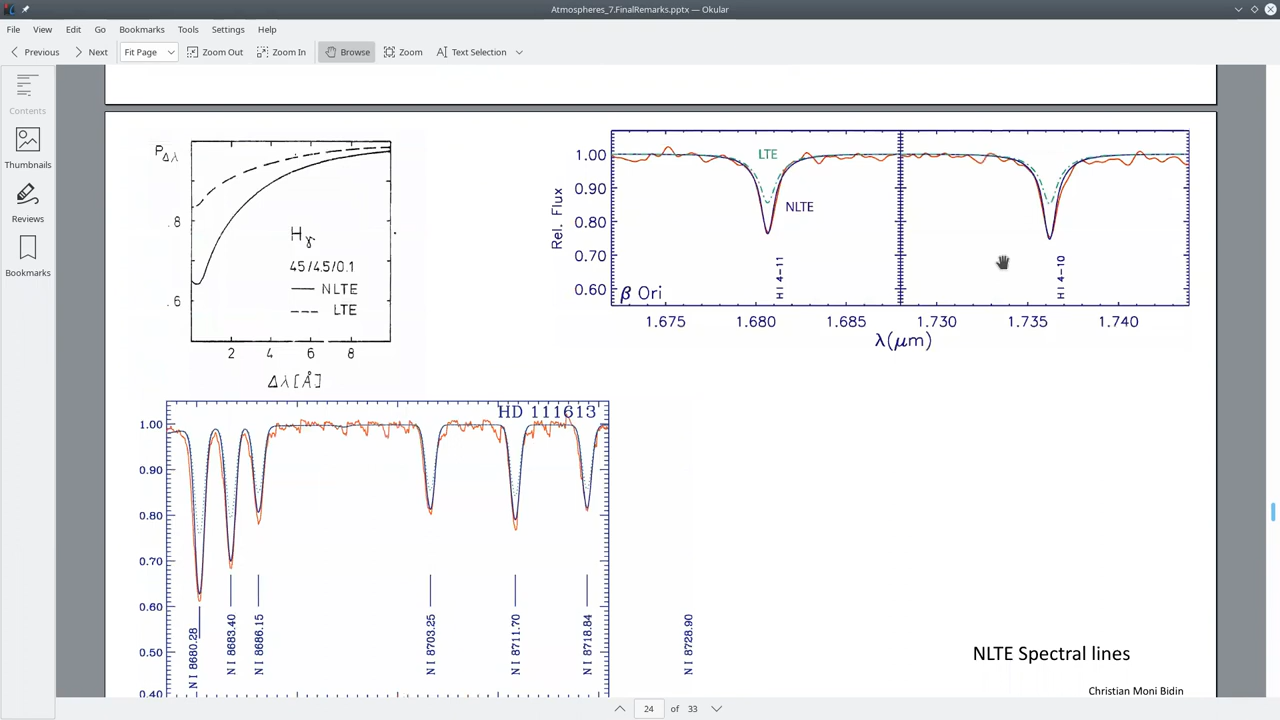 Atmospheres_7.FinalRemarks.pptx — Okular
File View Edit Go Bookmarks Tools Settings Help
Previous Next Fit Page Zoom Out Zoom In Browse Zoom Text Selection
Contents
Thumbnails
Reviews
Bookmarks
PΔλ
.8
.6
Hγ
45/4.5/0.1
NLTE
LTE
2 4 6 8
Δλ[Å]
Rel. Flux
1.00
0.90
0.80
0.70
0.60
LTE
NLTE
β Ori
H I 4-11
H I 4-10
1.675 1.680 1.685 1.730 1.735 1.740
λ(μm)
HD 111613
1.00
0.90
0.80
0.70
0.60
0.50
0.40
N I 8680.28
N I 8683.40
N I 8686.15
N I 8703.25
N I 8711.70
N I 8718.84
N I 8728.90
NLTE Spectral lines
Christian Moni Bidin
24 of 33